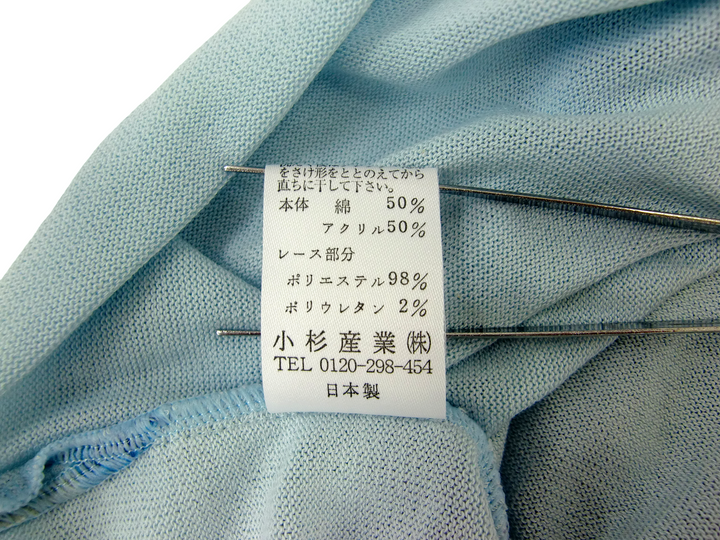 をさけ形をととのえてから
直ちに干して下さい。
本体 綿 50%
アクリル50%
レース部分
ポリエステル98%
ポリウレタン 2%
小杉産業㈱
TEL 0120-298-454
日本製